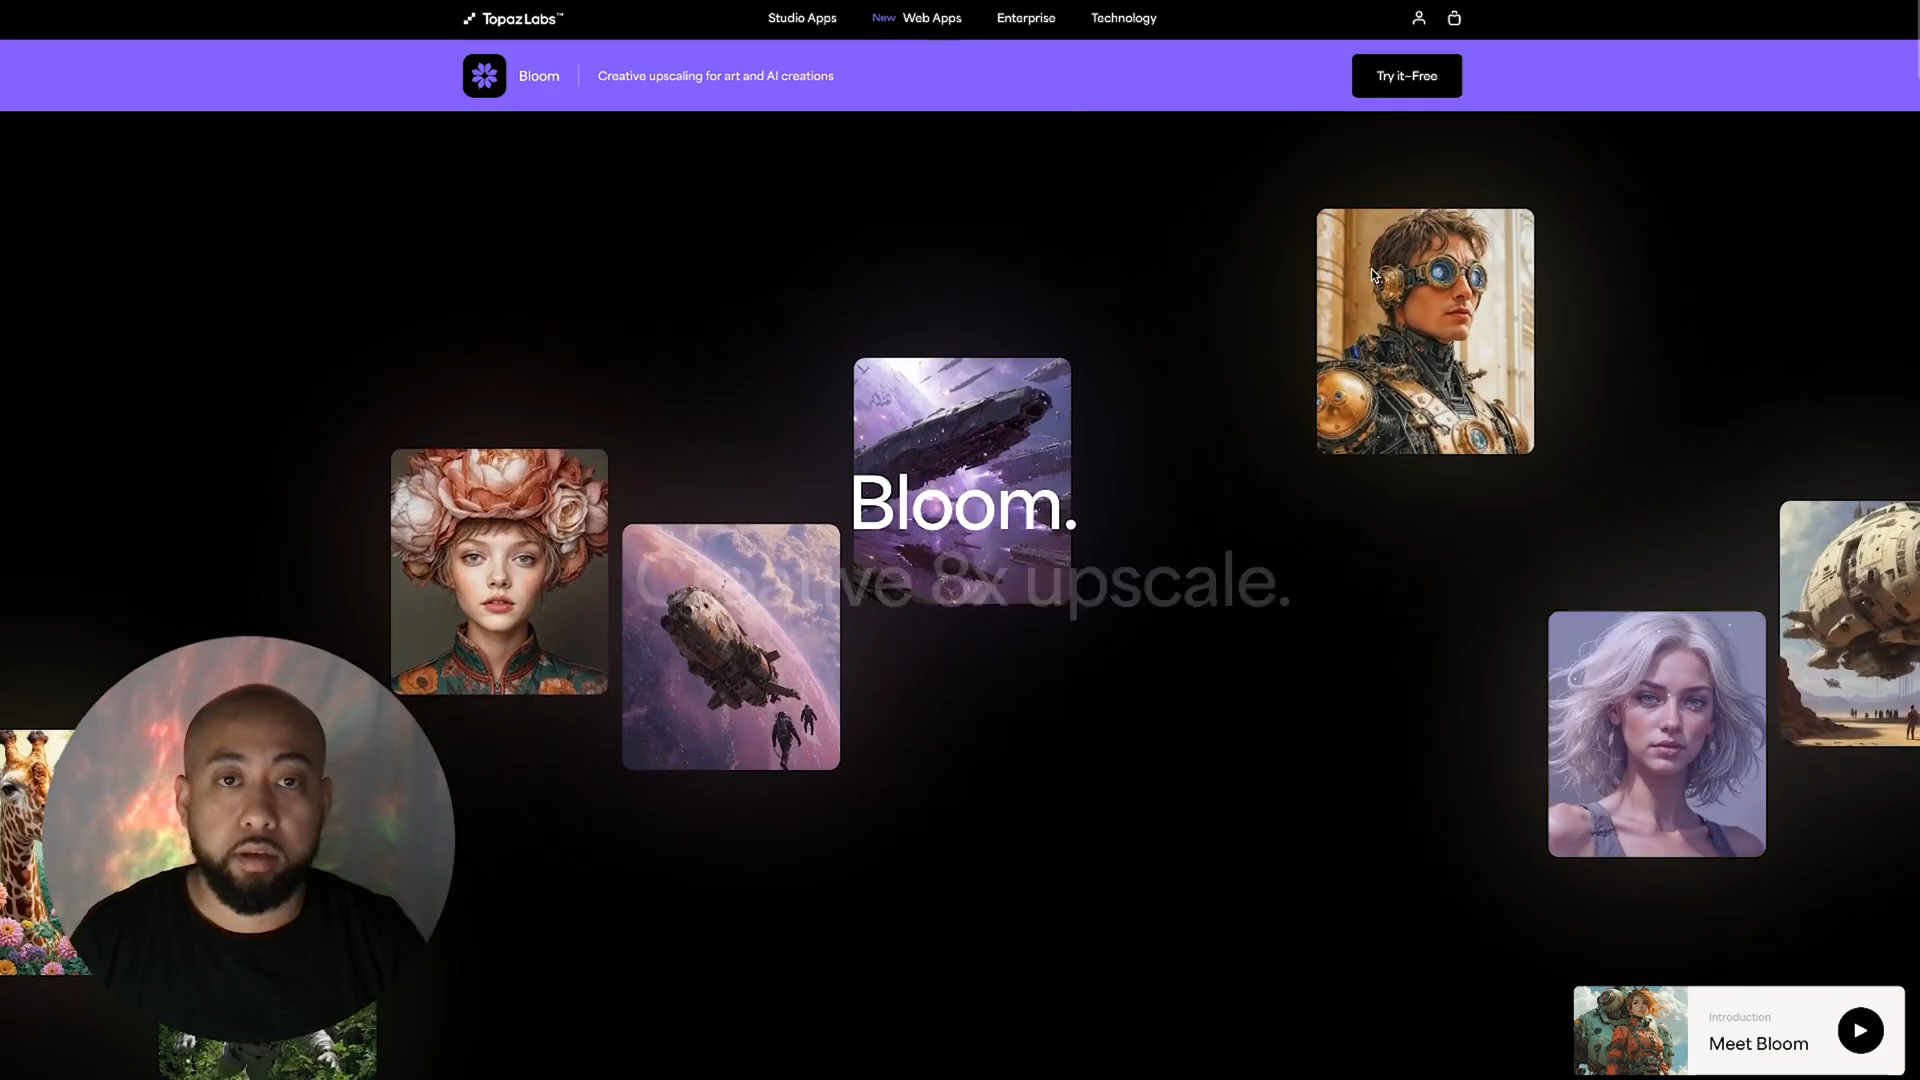 TopazLabs™
Studio Apps
New Web Apps
Enterprise
Technology
Bloom
Creative upscaling for art and AI creations
Try it–Free
Bloom.
Creative 8x upscale.
Introduction
Meet Bloom